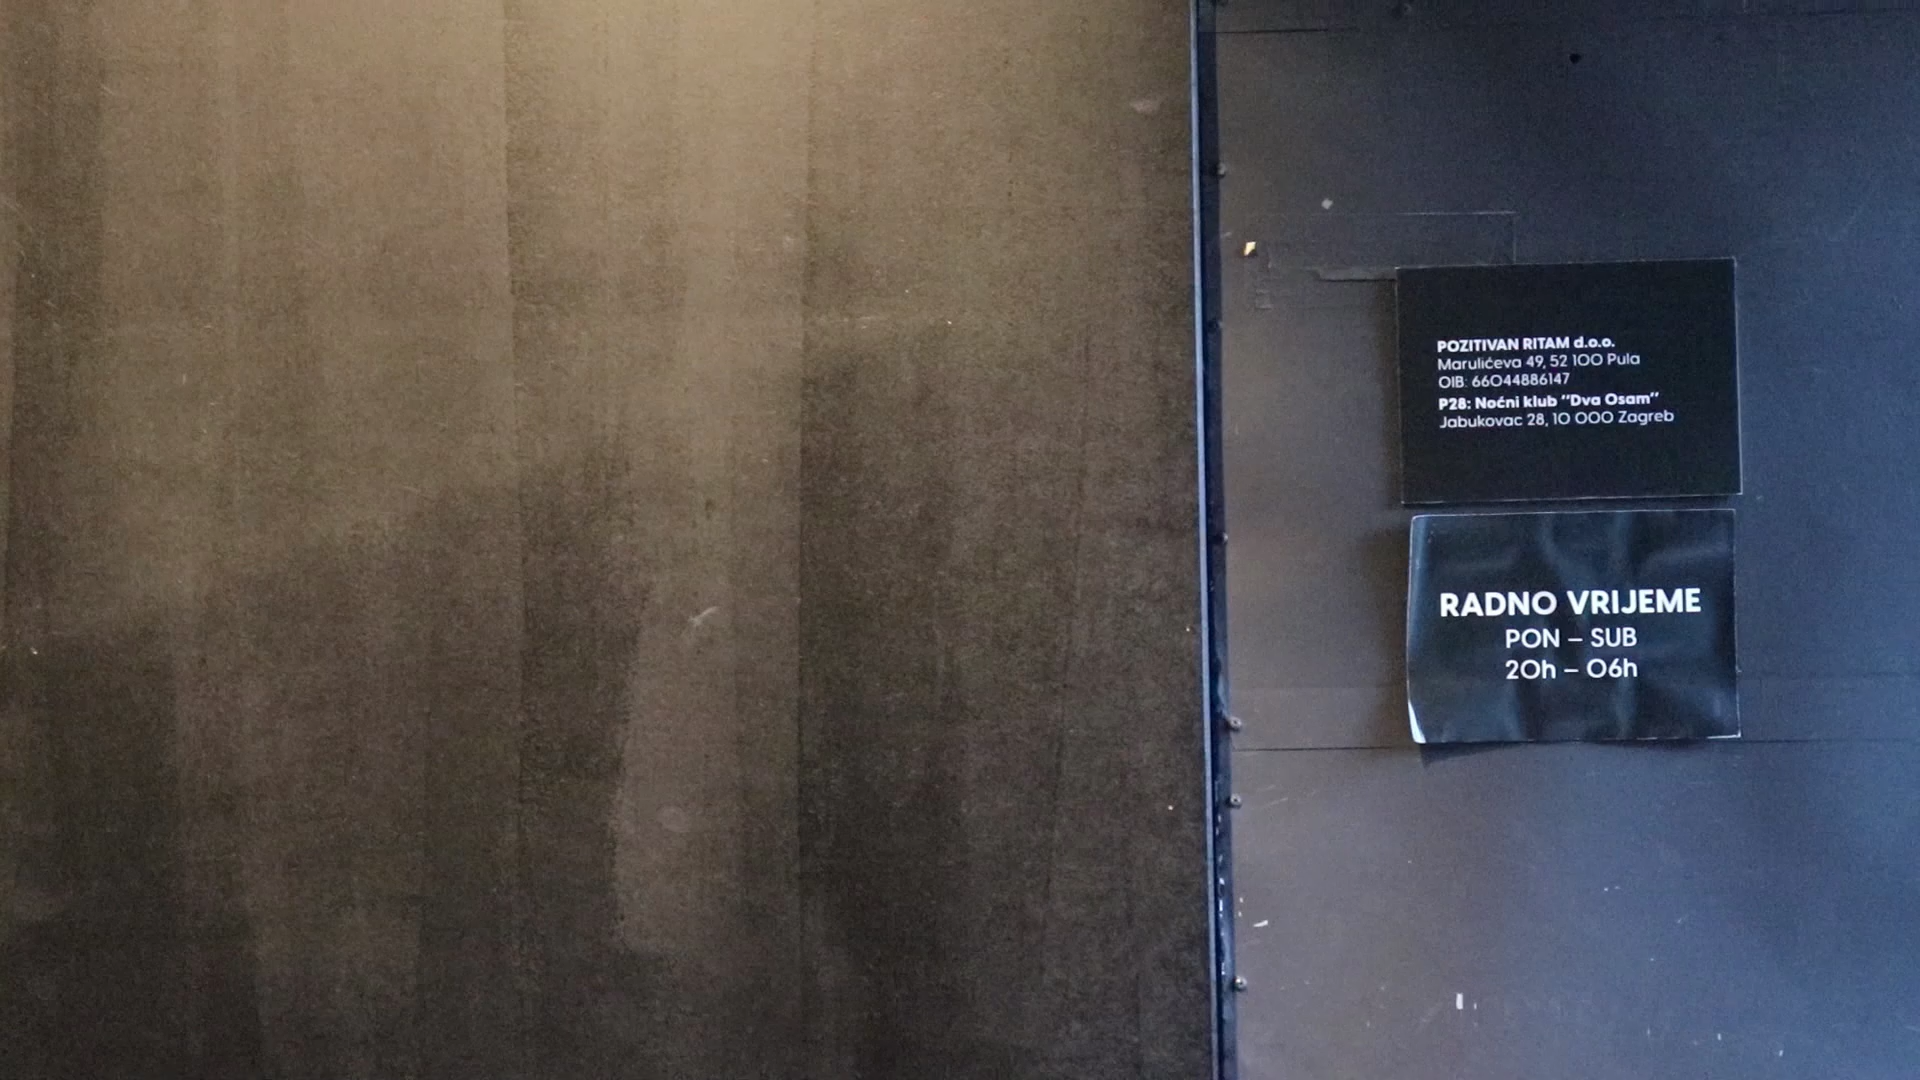 POZITIVAN RITAM d.o.o.
Marulićeva 49, 52 100 Pula
OIB: 66044886147
P28: Noćni klub "Dva Osam"
Jabukovac 28, 10 000 Zagreb
RADNO VRIJEME
PON – SUB
20h – 06h